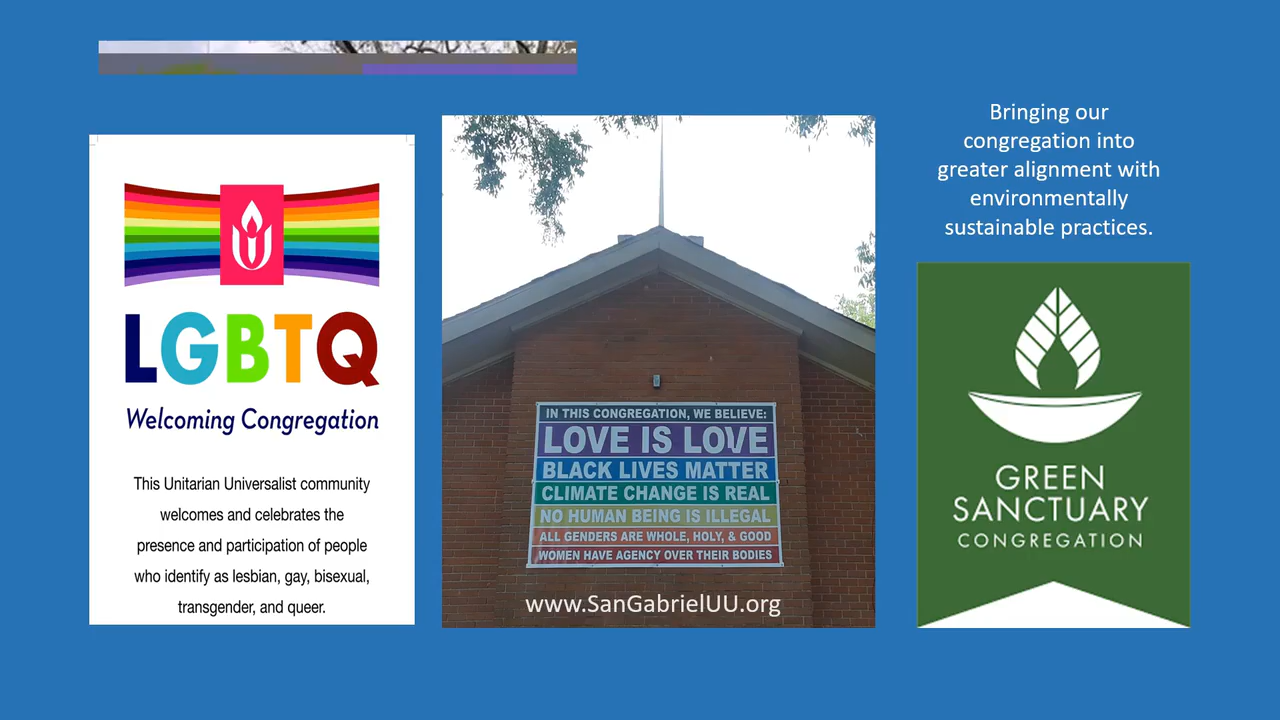 LGBTQ
Welcoming Congregation
This Unitarian Universalist community
welcomes and celebrates the
presence and participation of people
who identify as lesbian, gay, bisexual,
transgender, and queer.
IN THIS CONGREGATION, WE BELIEVE:
LOVE IS LOVE
BLACK LIVES MATTER
CLIMATE CHANGE IS REAL
NO HUMAN BEING IS ILLEGAL
ALL GENDERS ARE WHOLE, HOLY, & GOOD
WOMEN HAVE AGENCY OVER THEIR BODIES
www.SanGabrielUU.org
Bringing our
congregation into
greater alignment with
environmentally
sustainable practices.
GREEN
SANCTUARY
CONGREGATION